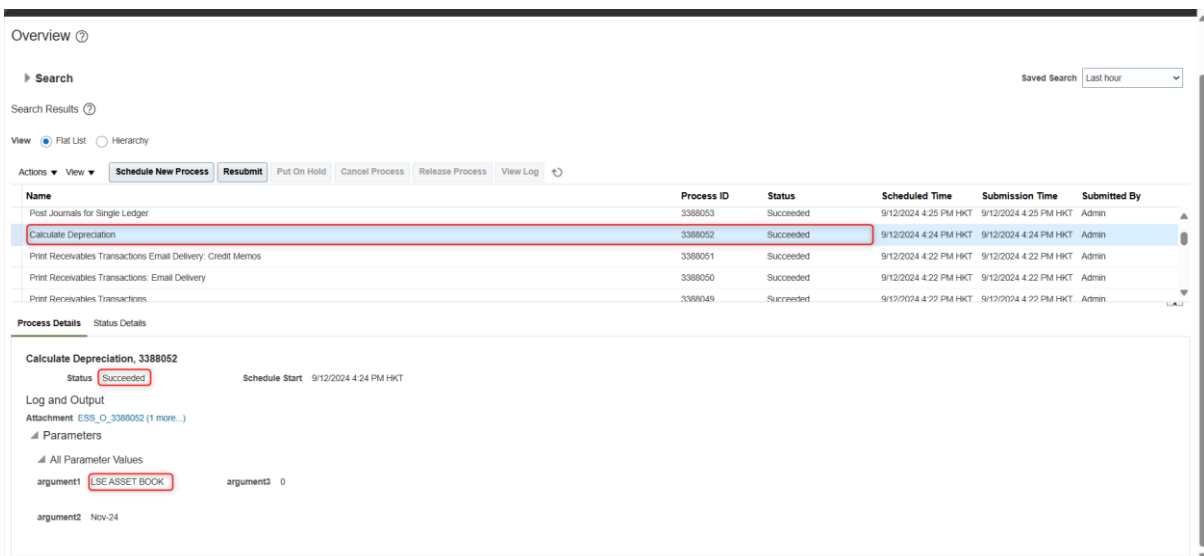 Overview
Search
Saved Search Last hour
Search Results
View Flat List Hierarchy
Actions View Schedule New Process Resubmit Put On Hold Cancel Process Release Process View Log
Name Process ID Status Scheduled Time Submission Time Submitted By
Post Journals for Single Ledger 3388053 Succeeded 9/12/2024 4:25 PM HKT 9/12/2024 4:25 PM HKT Admin
Calculate Depreciation 3388052 Succeeded 9/12/2024 4:24 PM HKT 9/12/2024 4:24 PM HKT Admin
Print Receivables Transactions Email Delivery: Credit Memos 3388051 Succeeded 9/12/2024 4:22 PM HKT 9/12/2024 4:22 PM HKT Admin
Print Receivables Transactions: Email Delivery 3388050 Succeeded 9/12/2024 4:22 PM HKT 9/12/2024 4:22 PM HKT Admin
Print Receivables Transactions 3388049 Succeeded 9/12/2024 4:22 PM HKT 9/12/2024 4:22 PM HKT Admin
Process Details Status Details
Calculate Depreciation, 3388052
Status Succeeded Schedule Start 9/12/2024 4:24 PM HKT
Log and Output
Attachment ESS_O_3388052 (1 more...)
Parameters
All Parameter Values
argument1 LSE ASSET BOOK argument3 0
argument2 Nov-24